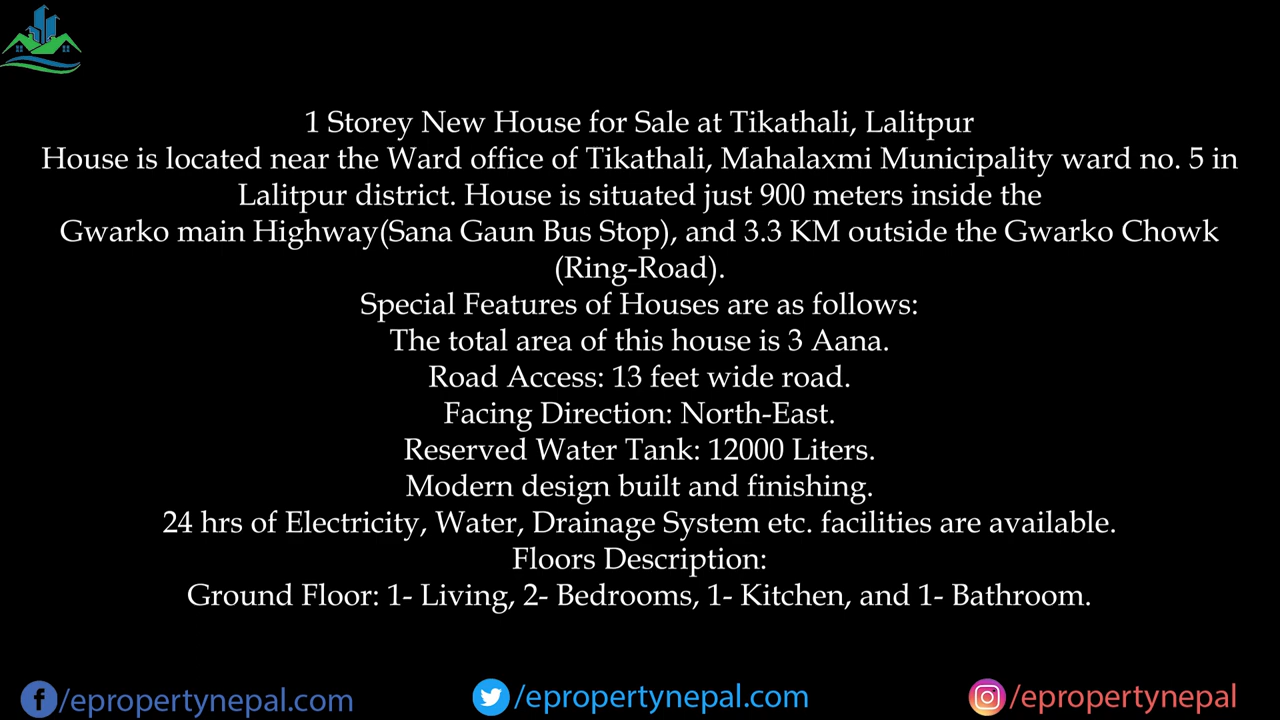 1 Storey New House for Sale at Tikathali, Lalitpur
House is located near the Ward office of Tikathali, Mahalaxmi Municipality ward no. 5 in
Lalitpur district. House is situated just 900 meters inside the
Gwarko main Highway(Sana Gaun Bus Stop), and 3.3 KM outside the Gwarko Chowk
(Ring-Road).
Special Features of Houses are as follows:
The total area of this house is 3 Aana.
Road Access: 13 feet wide road.
Facing Direction: North-East.
Reserved Water Tank: 12000 Liters.
Modern design built and finishing.
24 hrs of Electricity, Water, Drainage System etc. facilities are available.
Floors Description:
Ground Floor: 1- Living, 2- Bedrooms, 1- Kitchen, and 1- Bathroom.
/epropertynepal.com
/epropertynepal.com
/epropertynepal